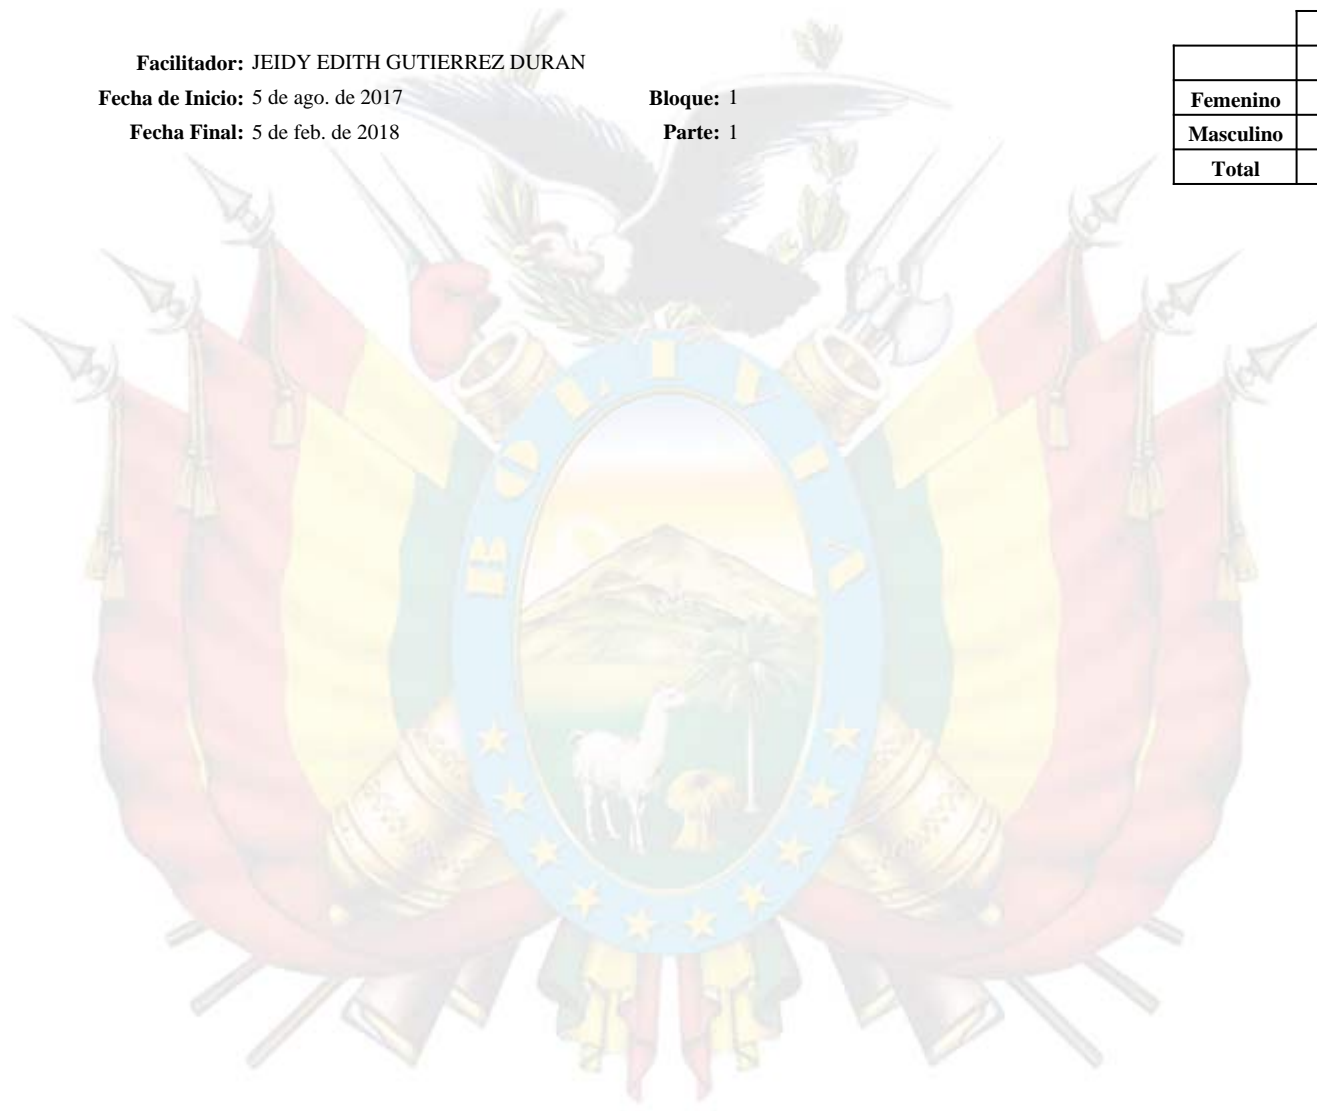 Facilitador: JEIDY EDITH GUTIERREZ DURAN
Fecha de Inicio: 5 de ago. de 2017 Bloque: 1
Fecha Final: 5 de feb. de 2018 Parte: 1
Femenino
Masculino
Total
BOLIVIA